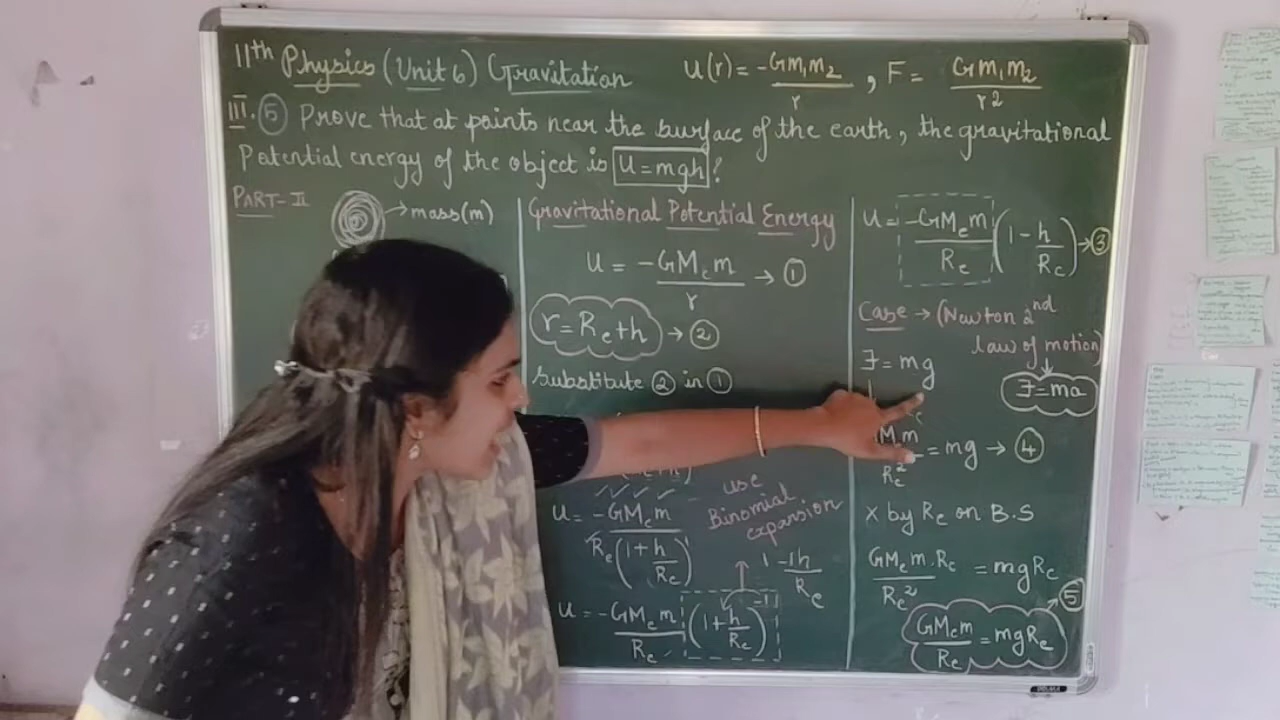 11th Physics (Unit 6) Gravitation
U(r) = -Gm₁m₂/r , F = Gm₁m₂/r2
III. 5 Prove that at points near the surface of the earth, the gravitational
Potential energy of the object is U=mgh?
PART-II
→ mass(m)
Gravitational Potential Energy
U = -GMₑm/r → 1
r = Rₑ+h → 2
Substitute 2 in 1
U = -GMₑm/Rₑ(1+h/Rₑ)
use
Binomial
expansion
1 - 1h/Rₑ
U = -GMₑm/Rₑ (1+h/Rₑ)⁻¹
U = -GMₑm/Rₑ (1 - h/Rₑ) → 3
Case → (Newton 2nd
law of motion)
F = mg
F = ma
Mm/Rₑ² = mg → 4
× by Rₑ on B.S
GMₑm.Rₑ/Rₑ² = mgRₑ
GMₑm/Rₑ = mgRₑ → 5